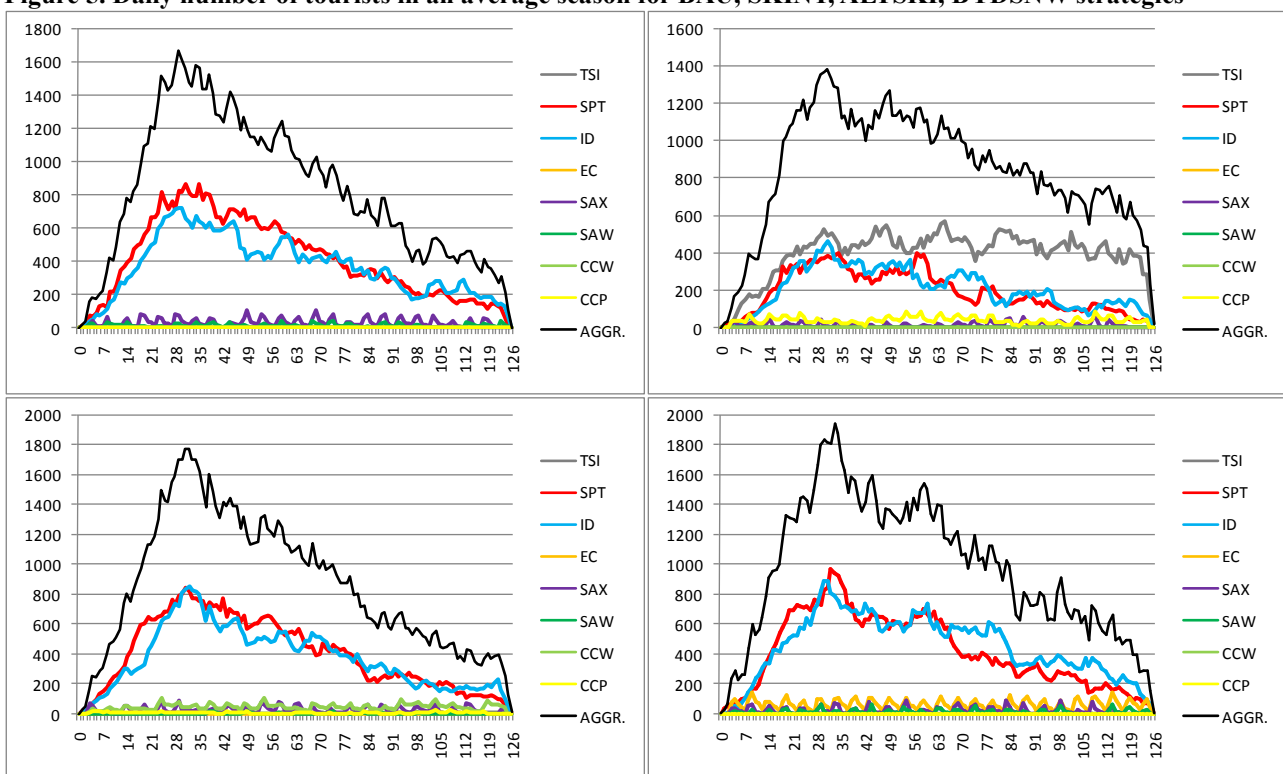 Daily number of tourists in an average season for BAU, strategies
1800
1600
1400
1200
1000
800
600
400
200
0
0 7 14 21 28 35 42 49 56 63 70 77 84 91 98 105 112 119 126
TSI
SPT
ID
EC
SAX
SAW
CCW
CCP
AGGR.
1600
1400
1200
1000
800
600
400
200
0
0 7 14 21 28 35 42 49 56 63 70 77 84 91 98 105 112 119 126
TSI
SPT
ID
EC
SAX
SAW
CCW
CCP
AGGR.
2000
1800
1600
1400
1200
1000
800
600
400
200
0
0 7 14 21 28 35 42 49 56 63 70 77 84 91 98 105 112 119 126
TSI
SPT
ID
EC
SAX
SAW
CCW
CCP
AGGR.
2000
1800
1600
1400
1200
1000
800
600
400
200
0
0 7 14 21 28 35 42 49 56 63 70 77 84 91 98 105 112 119 126
TSI
SPT
ID
EC
SAX
SAW
CCW
CCP
AGGR.